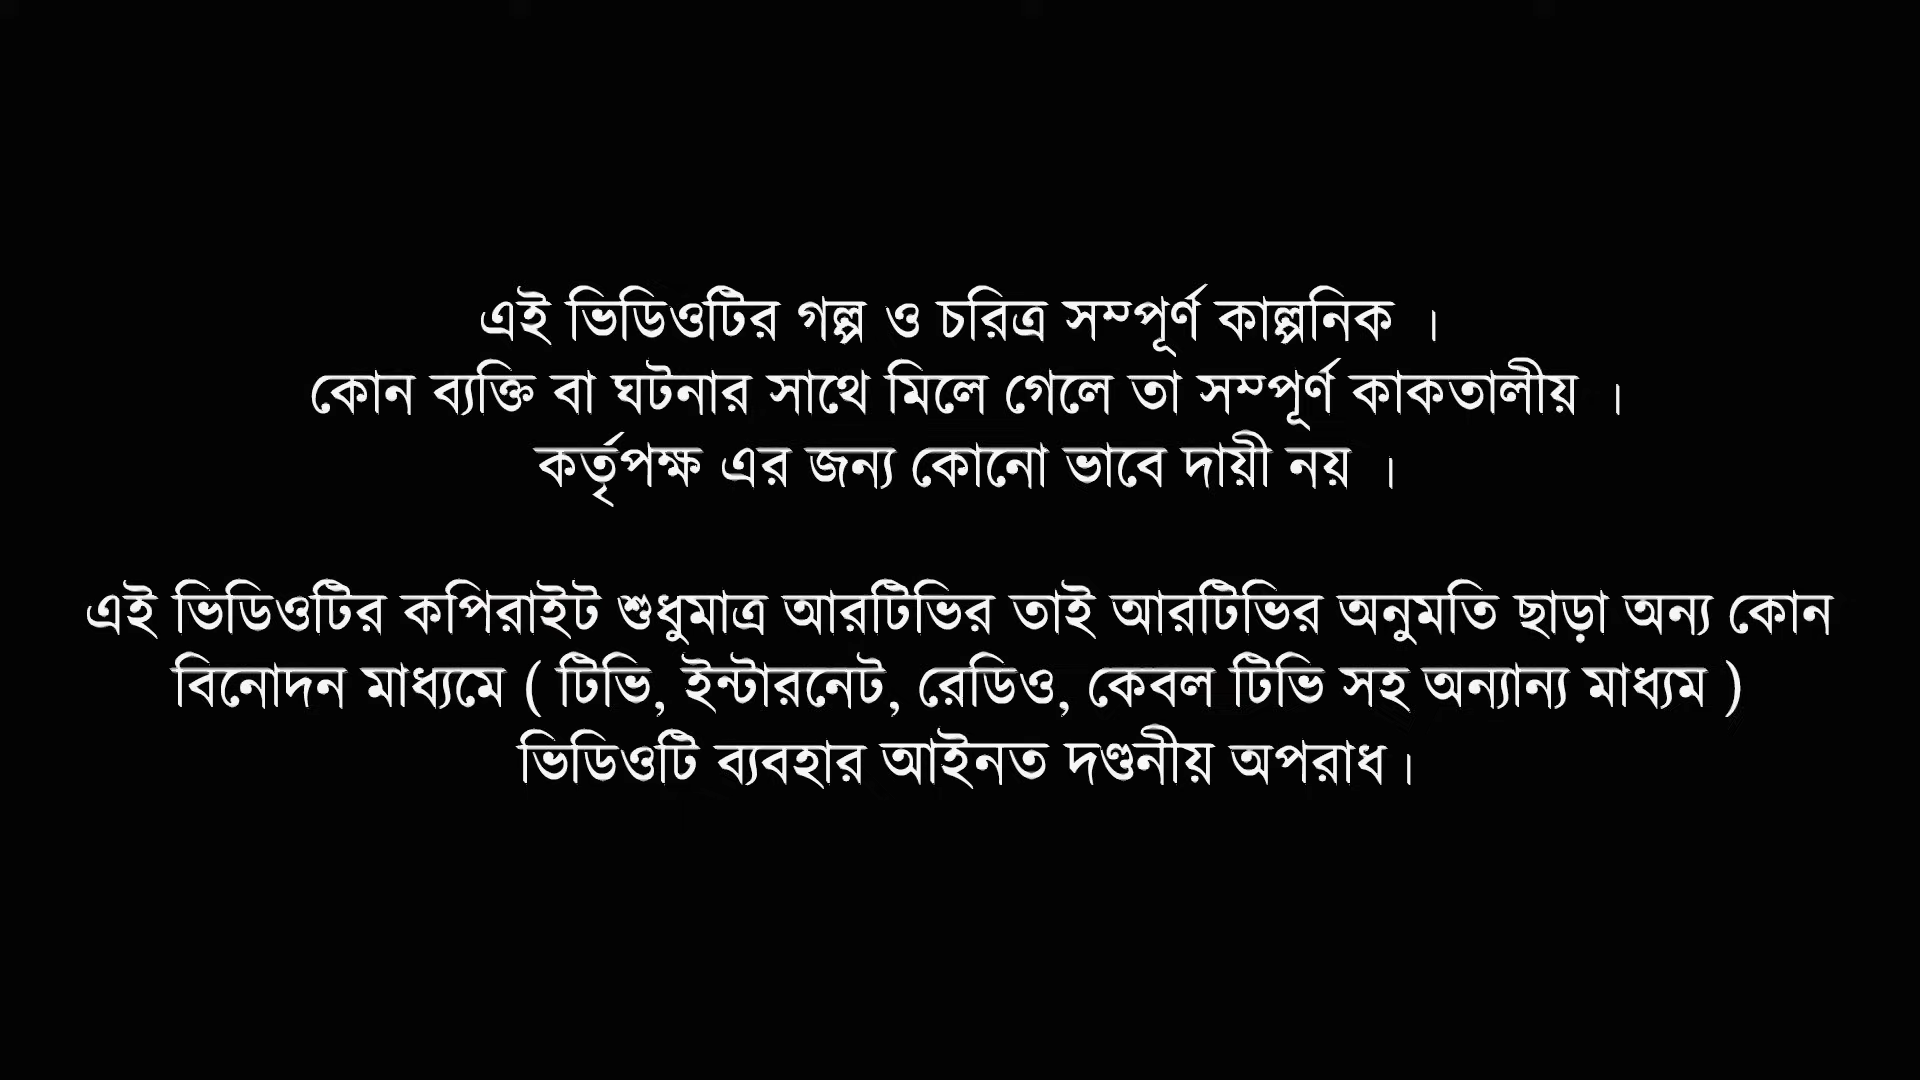 এই ভিডিওটির গল্প ও চরিত্র সম্পূর্ণ কাল্পনিক ।
কোন ব্যক্তি বা ঘটনার সাথে মিলে গেলে তা সম্পূর্ণ কাকতালীয় ।
কর্তৃপক্ষ এর জন্য কোনো ভাবে দায়ী নয় ।
এই ভিডিওটির কপিরাইট শুধুমাত্র আরটিভির তাই আরটিভির অনুমতি ছাড়া অন্য কোন
বিনোদন মাধ্যমে ( টিভি, ইন্টারনেট, রেডিও, কেবল টিভি সহ অন্যান্য মাধ্যম )
ভিডিওটি ব্যবহার আইনত দণ্ডনীয় অপরাধ।